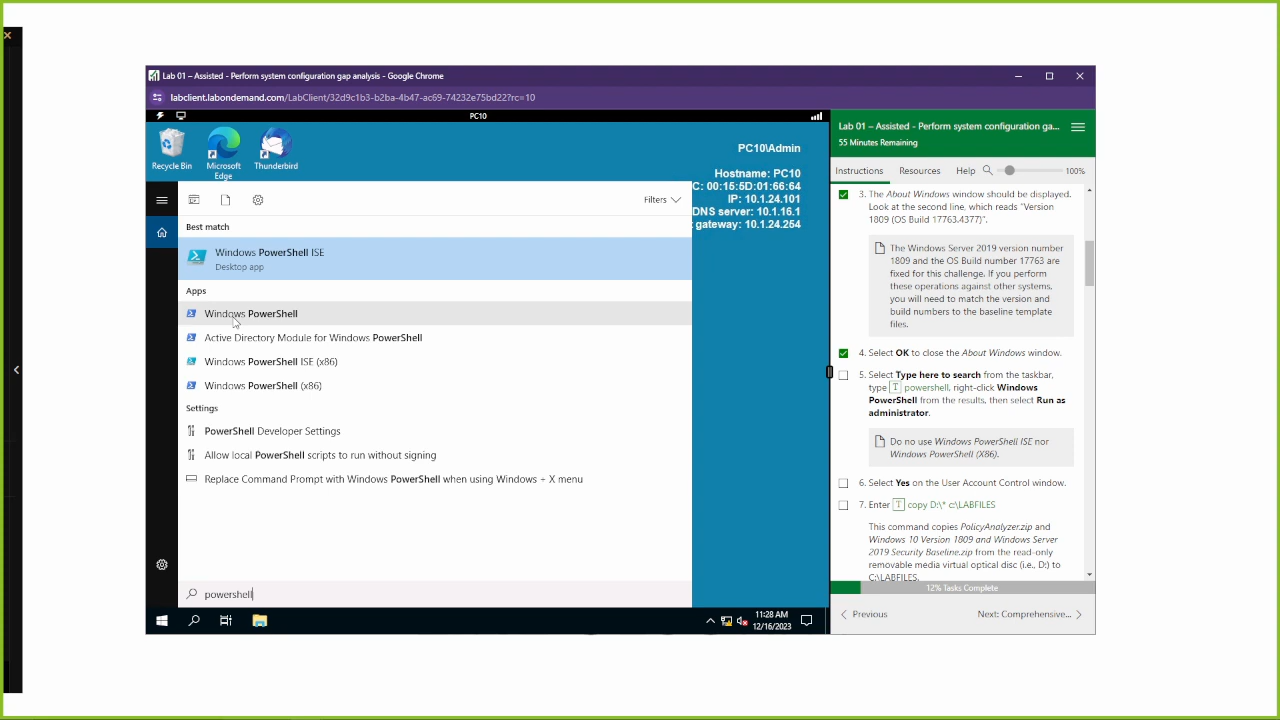 Lab 01 – Assisted - Perform system configuration gap analysis - Google Chrome
labclient.labondemand.com/LabClient/32d9c1b3-b2ba-4b47-ac69-74232e75bd22?rc=10
PC10
Recycle Bin
Microsoft
Edge
Thunderbird
PC10\Admin
Hostname: PC10
C: 00:15:5D:01:66:64
IP: 10.1.24.101
DNS server: 10.1.16.1
gateway: 10.1.24.254
Filters
Best match
Windows PowerShell ISE
Desktop app
Apps
Windows PowerShell
Active Directory Module for Windows PowerShell
Windows PowerShell ISE (x86)
Windows PowerShell (x86)
Settings
PowerShell Developer Settings
Allow local PowerShell scripts to run without signing
Replace Command Prompt with Windows PowerShell when using Windows + X menu
powershell
11:28 AM
12/16/2023
Lab 01 – Assisted - Perform system configuration ga...
55 Minutes Remaining
Instructions
Resources
Help
100%
3. The About Windows window should be displayed.
Look at the second line, which reads "Version
1809 (OS Build 17763.4377)".
The Windows Server 2019 version number
1809 and the OS Build number 17763 are
fixed for this challenge. If you perform
these operations against other systems,
you will need to match the version and
build numbers to the baseline template
files.
4. Select OK to close the About Windows window.
5. Select Type here to search from the taskbar,
type T powershell, right-click Windows
PowerShell from the results, then select Run as
administrator.
Do no use Windows PowerShell ISE nor
Windows PowerShell (X86).
6. Select Yes on the User Account Control window.
7. Enter T copy D:\* c:\LABFILES
This command copies PolicyAnalyzer.zip and
Windows 10 Version 1809 and Windows Server
2019 Security Baseline.zip from the read-only
removable media virtual optical disc (i.e., D:) to
C:\LABFILES.
12% Tasks Complete
Previous
Next: Comprehensive...